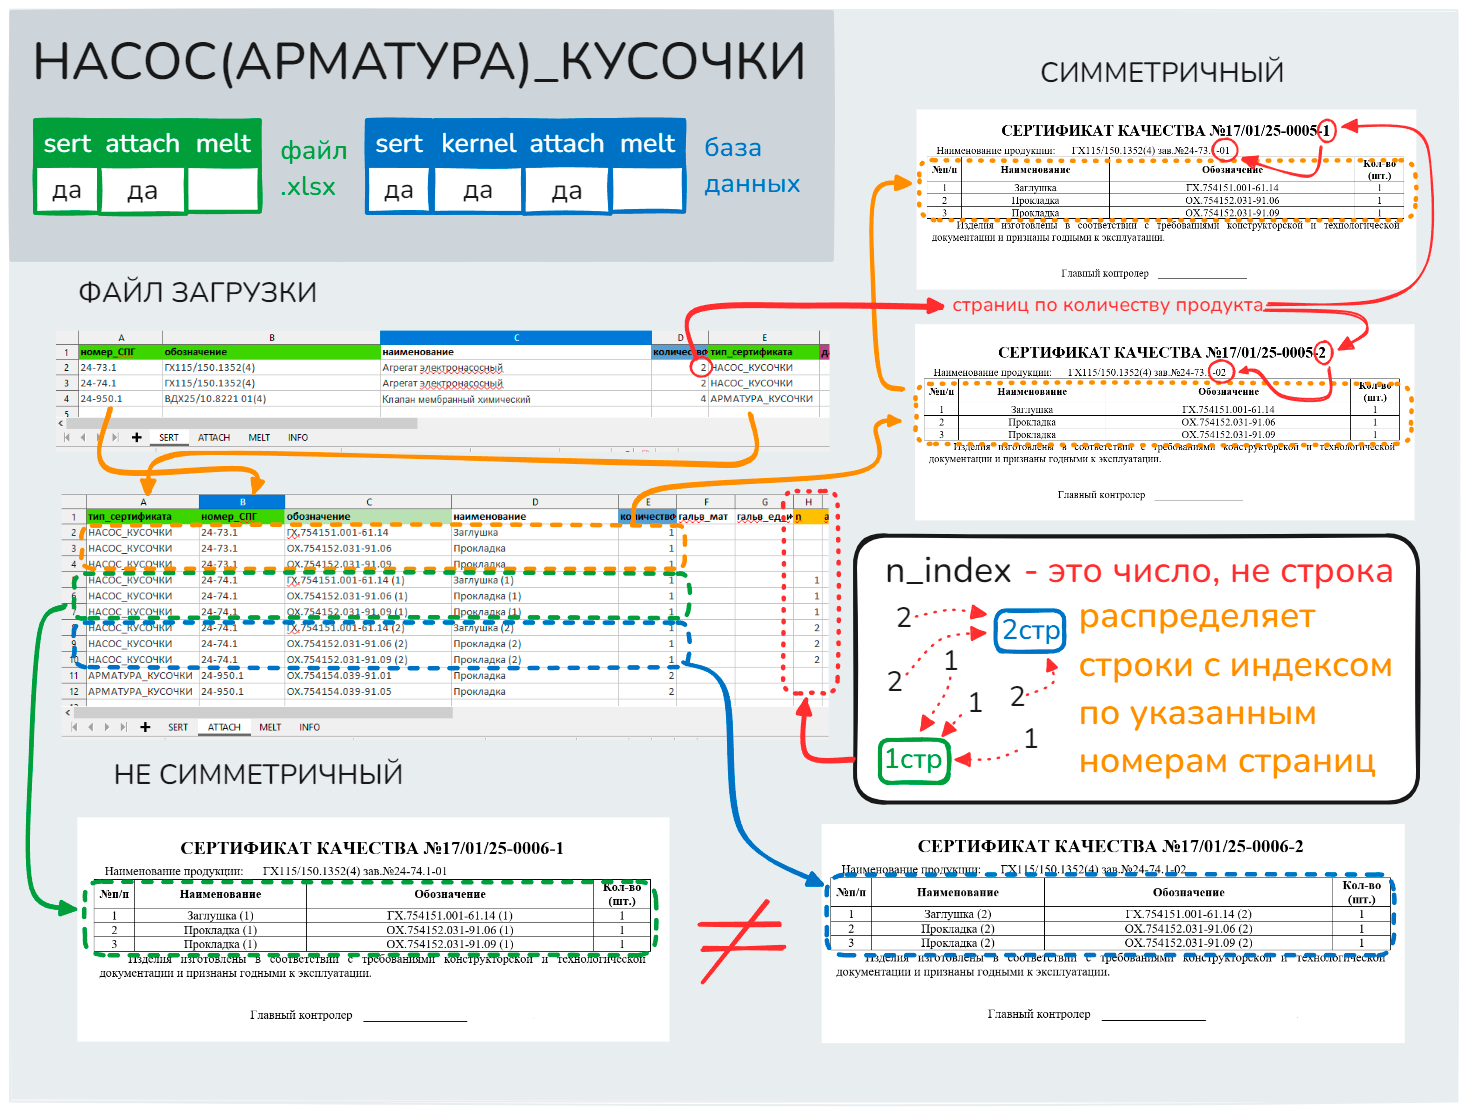 НАСОС(АРМАТУРА)_КУСОЧКИ
sert attach melt
да да
файл
.xlsx
sert kernel attach melt
да да да
база
данных
СИММЕТРИЧНЫЙ
СЕРТИФИКАТ КАЧЕСТВА №17/01/25-0005-1
Наименование продукции: ГХ115/150.1352(4) зав.№24-73.1-01
№п/п Наименование Обозначение Кол-во (шт.)
1 Заглушка ГХ.754151.001-61.14 1
2 Прокладка ОХ.754152.031-91.06 1
3 Прокладка ОХ.754152.031-91.09 1
Изделия изготовлены в соответствии с требованиями конструкторской и технологической
документации и признаны годными к эксплуатации.
Главный контролер
страниц по количеству продукта
СЕРТИФИКАТ КАЧЕСТВА №17/01/25-0005-2
Наименование продукции: ГХ115/150.1352(4) зав.№24-73.1-02
№п/п Наименование Обозначение Кол-во (шт.)
1 Заглушка ГХ.754151.001-61.14 1
2 Прокладка ОХ.754152.031-91.06 1
3 Прокладка ОХ.754152.031-91.09 1
Изделия изготовлены в соответствии с требованиями конструкторской и технологической
документации и признаны годными к эксплуатации.
Главный контролер
ФАЙЛ ЗАГРУЗКИ
A B C D E
1 номер_СПГ обозначение наименование количество тип_сертификата
2 24-73.1 ГХ115/150.1352(4) Агрегат электронасосный 2 НАСОС_КУСОЧКИ
3 24-74.1 ГХ115/150.1352(4) Агрегат электронасосный 2 НАСОС_КУСОЧКИ
4 24-950.1 ВДХ25/10.8221 01(4) Клапан мембранный химический 4 АРМАТУРА_КУСОЧКИ
5
SERT ATTACH MELT INFO
A B C D E F G H
1 тип_сертификата номер_СПГ обозначение наименование количество гальв_мат гальв_ед_и n
2 НАСОС_КУСОЧКИ 24-73.1 ГХ.754151.001-61.14 Заглушка 1
3 НАСОС_КУСОЧКИ 24-73.1 ОХ.754152.031-91.06 Прокладка 1
4 НАСОС_КУСОЧКИ 24-73.1 ОХ.754152.031-91.09 Прокладка 1
НАСОС_КУСОЧКИ 24-74.1 ГХ.754151.001-61.14 (1) Заглушка (1) 1 1
6 НАСОС_КУСОЧКИ 24-74.1 ОХ.754152.031-91.06 (1) Прокладка (1) 1 1
7 НАСОС_КУСОЧКИ 24-74.1 ОХ.754152.031-91.09 (1) Прокладка (1) 1 1
НАСОС_КУСОЧКИ 24-74.1 ГХ.754151.001-61.14 (2) Заглушка (2) 1 2
9 НАСОС_КУСОЧКИ 24-74.1 ОХ.754152.031-91.06 (2) Прокладка (2) 1 2
10 НАСОС_КУСОЧКИ 24-74.1 ОХ.754152.031-91.09 (2) Прокладка (2) 1 2
11 АРМАТУРА_КУСОЧКИ 24-950.1 ОХ.754154.039-91.01 Прокладка 2
12 АРМАТУРА_КУСОЧКИ 24-950.1 ОХ.754154.039-91.05 Прокладка 2
SERT ATTACH MELT INFO
n_index - это число, не строка
распределяет
строки с индексом
по указанным
номерам страниц
2 2стр
1
2 2
1
1
1стр
НЕ СИММЕТРИЧНЫЙ
СЕРТИФИКАТ КАЧЕСТВА №17/01/25-0006-1
Наименование продукции: ГХ115/150.1352(4) зав.№24-74.1-01
№п/п Наименование Обозначение Кол-во (шт.)
1 Заглушка (1) ГХ.754151.001-61.14 (1) 1
2 Прокладка (1) ОХ.754152.031-91.06 (1) 1
3 Прокладка (1) ОХ.754152.031-91.09 (1) 1
Изделия изготовлены в соответствии с требованиями конструкторской и технологической
документации и признаны годными к эксплуатации.
Главный контролер
≠
СЕРТИФИКАТ КАЧЕСТВА №17/01/25-0006-2
Наименование продукции: ГХ115/150.1352(4) зав.№24-74.1-02
№п/п Наименование Обозначение Кол-во (шт.)
1 Заглушка (2) ГХ.754151.001-61.14 (2) 1
2 Прокладка (2) ОХ.754152.031-91.06 (2) 1
3 Прокладка (2) ОХ.754152.031-91.09 (2) 1
Изделия изготовлены в соответствии с требованиями конструкторской и технологической
документации и признаны годными к эксплуатации.
Главный контролер